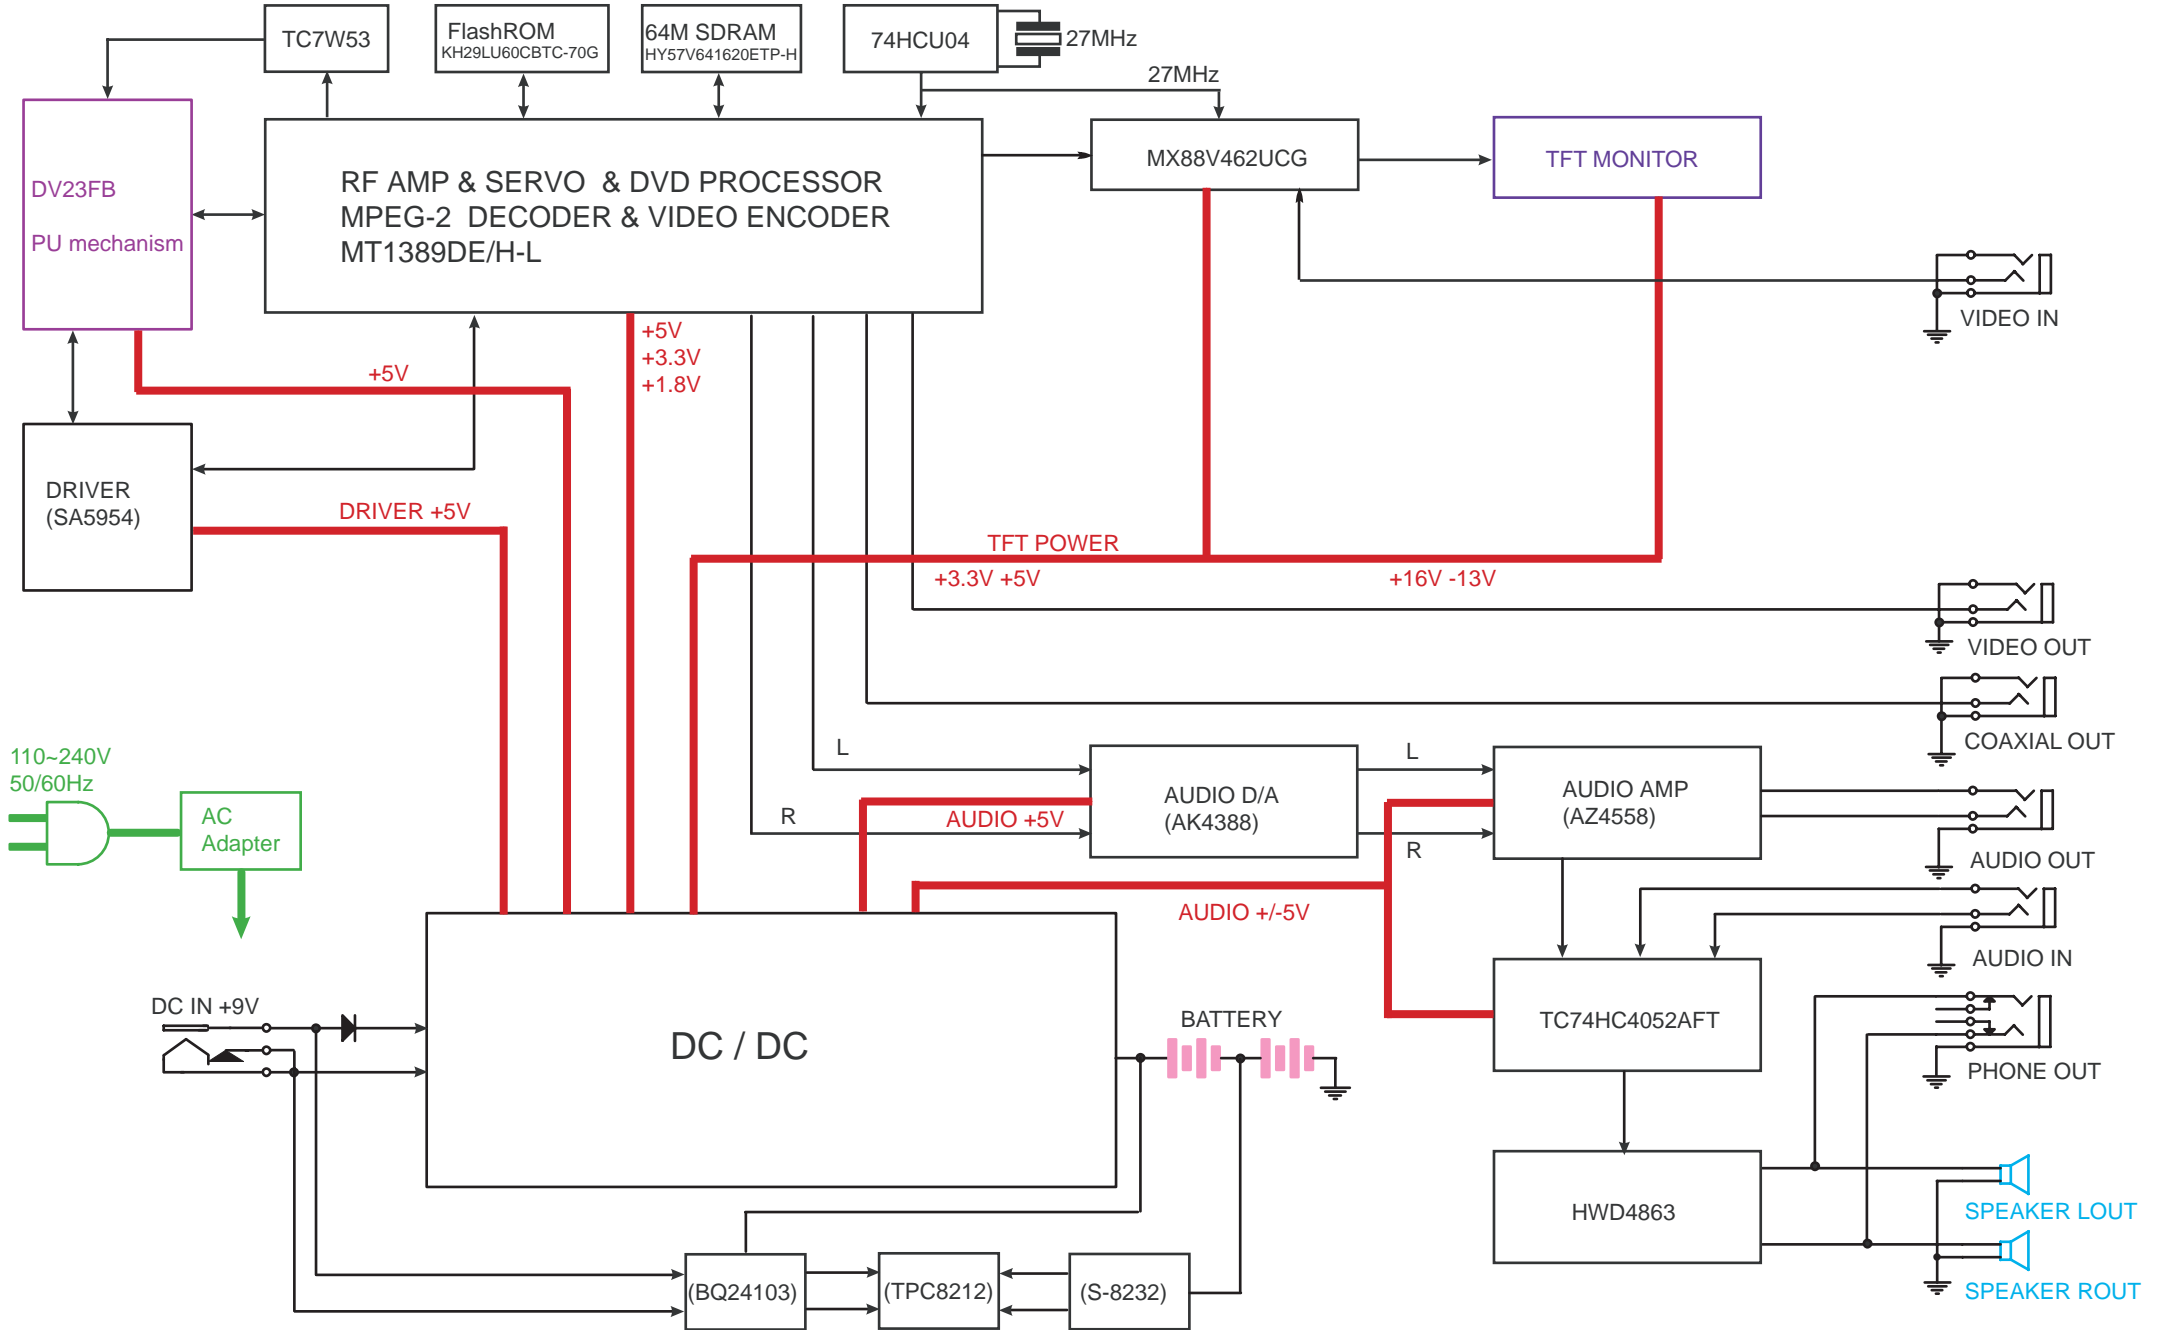 TC7W53
FlashROM
KH29LU60CBTC-70G
64M SDRAM
HY57V641620ETP-H
74HCU04
27MHz
27MHz
DV23FB
PU mechanism
RF AMP & SERVO & DVD PROCESSOR
MPEG-2 DECODER & VIDEO ENCODER
MT1389DE/H-L
MX88V462UCG
TFT MONITOR
VIDEO IN
+5V
+3.3V
+1.8V
+5V
DRIVER
(SA5954)
DRIVER +5V
TFT POWER
+3.3V +5V
+16V -13V
VIDEO OUT
COAXIAL OUT
110~240V
50/60Hz
AC
Adapter
L
R
AUDIO +5V
AUDIO D/A
(AK4388)
L
R
AUDIO AMP
(AZ4558)
AUDIO OUT
AUDIO +/-5V
AUDIO IN
DC IN +9V
DC / DC
BATTERY
TC74HC4052AFT
PHONE OUT
HWD4863
SPEAKER LOUT
SPEAKER ROUT
(BQ24103)
(TPC8212)
(S-8232)